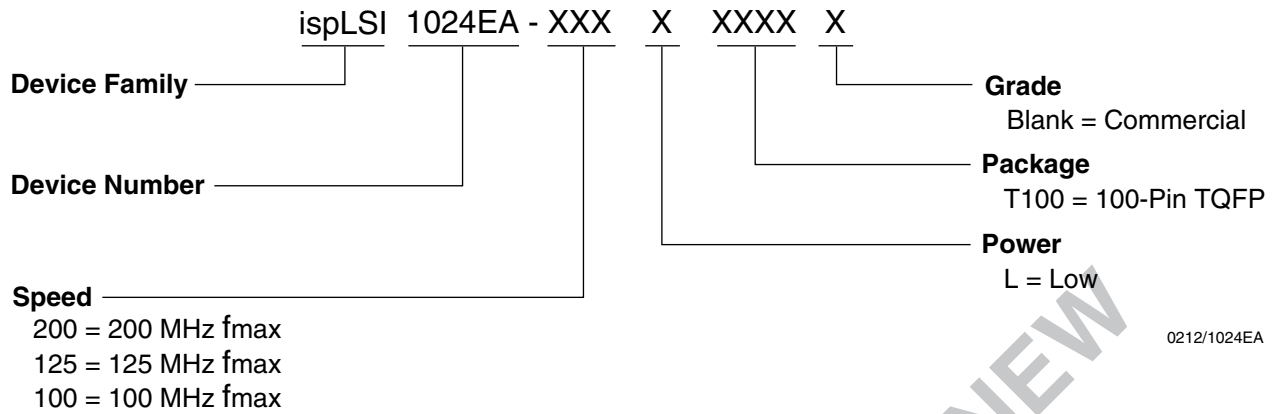 ispLSI 1024EA - XXX X XXXX X
Device Family
Grade
Blank = Commercial
Package
Device Number
T100 = 100-Pin TQFP
Power
L = Low
Speed
200 = 200 MHz fmax
125 = 125 MHz fmax
100 = 100 MHz fmax
0212/1024EA
NEW